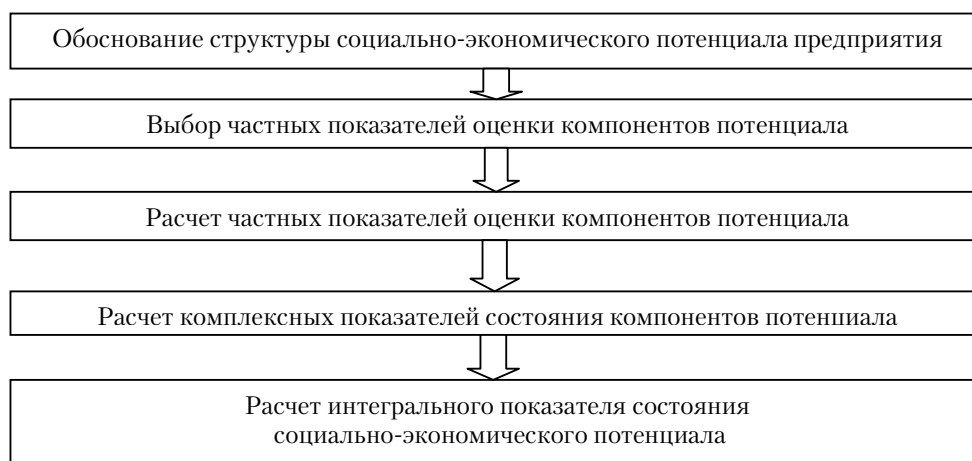 Обоснование структуры социально-экономического потенциала предприятия
Выбор частных показателей оценки компонентов потенциала
Расчет частных показателей оценки компонентов потенциала
Расчет комплексных показателей состояния компонентов потенциала
Расчет интегрального показателя состояния
социально-экономического потенциала